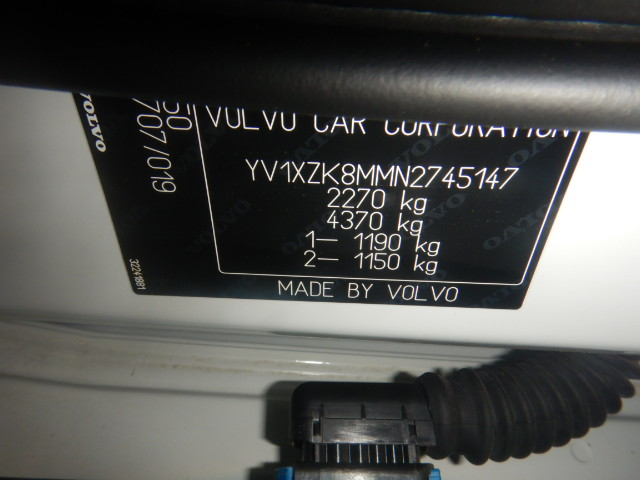 VOLVO CAR CORPORATION
YV1XZK8MMN2745147
2270 kg
4370 kg
1– 1190 kg
2– 1150 kg
MADE BY VOLVO
VOLVO
707/019
3224981